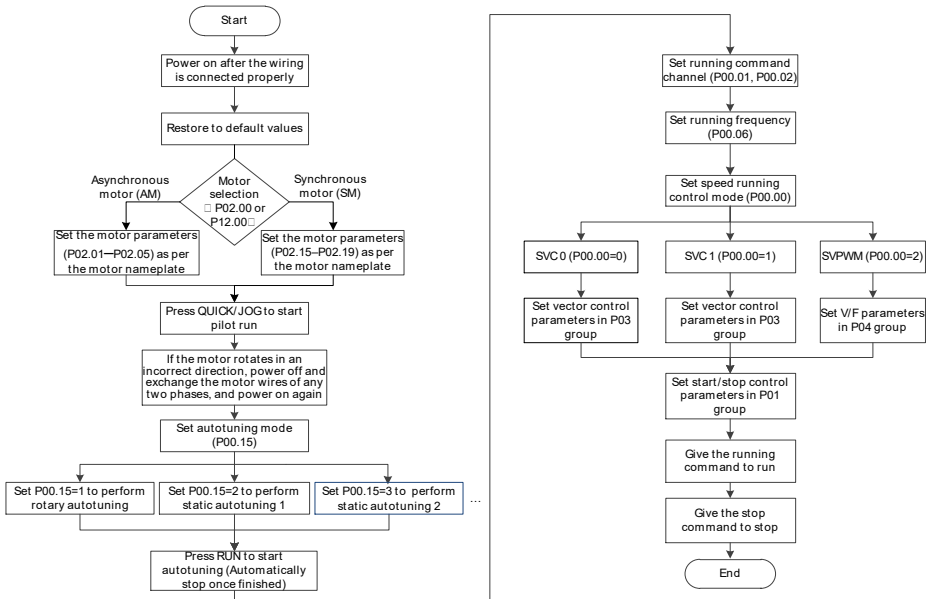 Start
Power on after the wiring
is connected properly
Restore to default values
Asynchronous
motor (AM)
Motor
selection
□ P02.00 or
P12.00□
Synchronous
motor (SM)
Set the motor parameters
(P02.01—P02.05) as per
the motor nameplate
Set the motor parameters
(P02.15–P02.19) as per
the motor nameplate
Press QUICK/JOG to start
pilot run
If the motor rotates in an
incorrect direction, power off and
exchange the motor wires of any
two phases, and power on again
Set autotuning mode
(P00.15)
Set P00.15=1 to perform
rotary autotuning
Set P00.15=2 to perform
static autotuning 1
Set P00.15=3 to perform
static autotuning 2
...
Press RUN to start
autotuning (Automatically
stop once finished)
Set running command
channel (P00.01, P00.02)
Set running frequency
(P00.06)
Set speed running
control mode (P00.00)
SVC 0 (P00.00=0)
SVC 1 (P00.00=1)
SVPWM (P00.00=2)
Set vector control
parameters in P03
group
Set vector control
parameters in P03
group
Set V/F parameters
in P04 group
Set start/stop control
parameters in P01
group
Give the running
command to run
Give the stop
command to stop
End